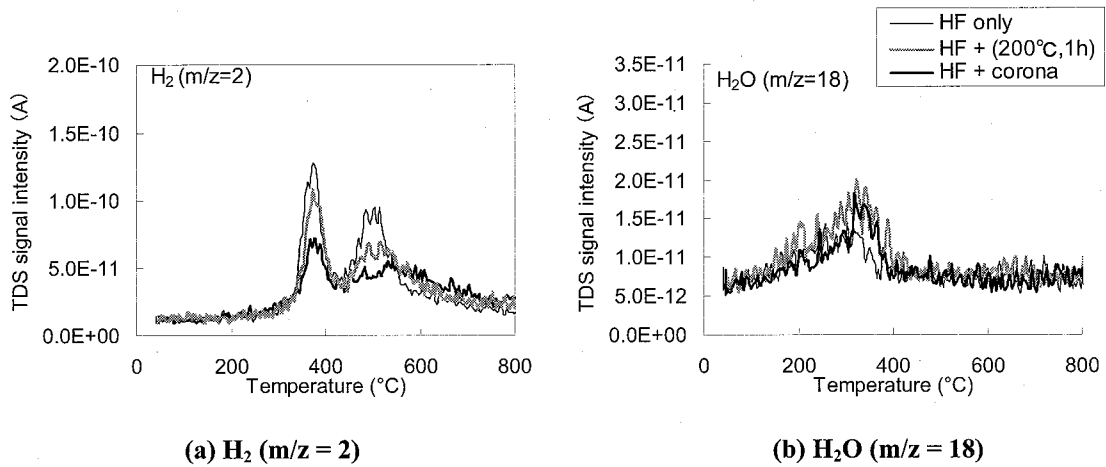 HF only
HF + (200℃,1h)
HF + corona
H₂ (m/z=2)
TDS signal intensity (A)
2.0E-10
1.5E-10
1.0E-10
5.0E-11
0.0E+00
0 200 400 600 800
Temperature (°C)
(a) H₂ (m/z = 2)
H₂O (m/z=18)
TDS signal intensity (A)
3.5E-11
3.0E-11
2.5E-11
2.0E-11
1.5E-11
1.0E-11
5.0E-12
0.0E+00
0 200 400 600 800
Temperature (°C)
(b) H₂O (m/z = 18)